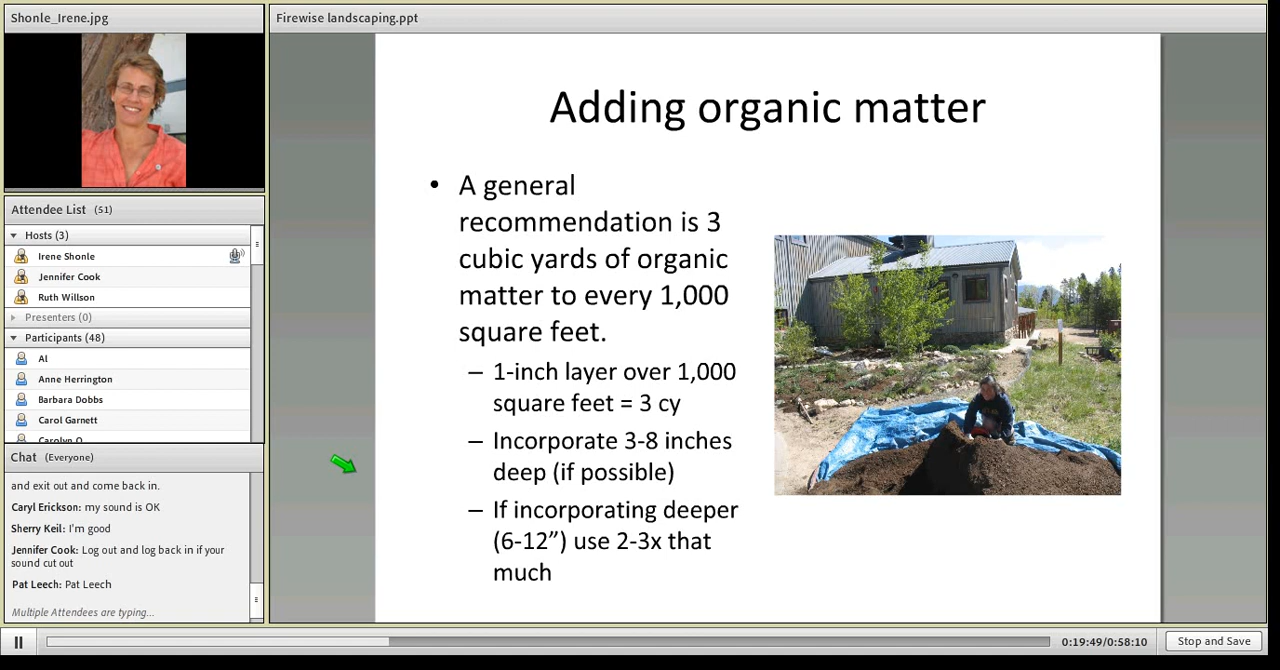 Shonle_Irene.jpg
Attendee List (51)
Hosts (3)
Irene Shonle
Jennifer Cook
Ruth Willson
Presenters (0)
Participants (48)
Al
Anne Herrington
Barbara Dobbs
Carol Garnett
Carolyn O
Chat (Everyone)
and exit out and come back in.
Caryl Erickson: my sound is OK
Sherry Keil: I'm good
Jennifer Cook: Log out and log back in if your
sound cut out
Pat Leech: Pat Leech
Multiple Attendees are typing...
Firewise landscaping.ppt
Adding organic matter
• A general
recommendation is 3
cubic yards of organic
matter to every 1,000
square feet.
– 1-inch layer over 1,000
square feet = 3 cy
– Incorporate 3-8 inches
deep (if possible)
– If incorporating deeper
(6-12”) use 2-3x that
much
0:19:49/0:58:10
Stop and Save